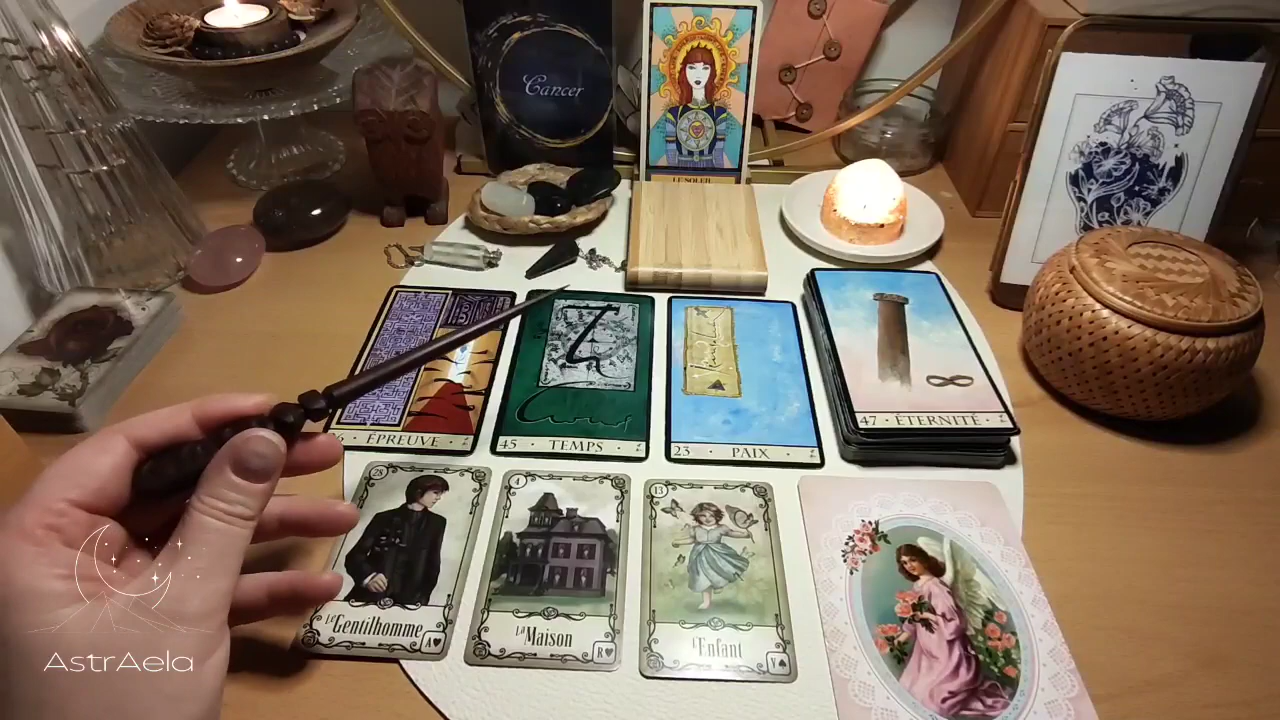 Cancer
LE SOLEIL
6 · ÉPREUVE ·
45 · TEMPS ·
23 · PAIX ·
47 · ÉTERNITÉ ·
28
Le Gentilhomme
A♥
4
La Maison
R♥
13
L'Enfant
V♠
AstrAela